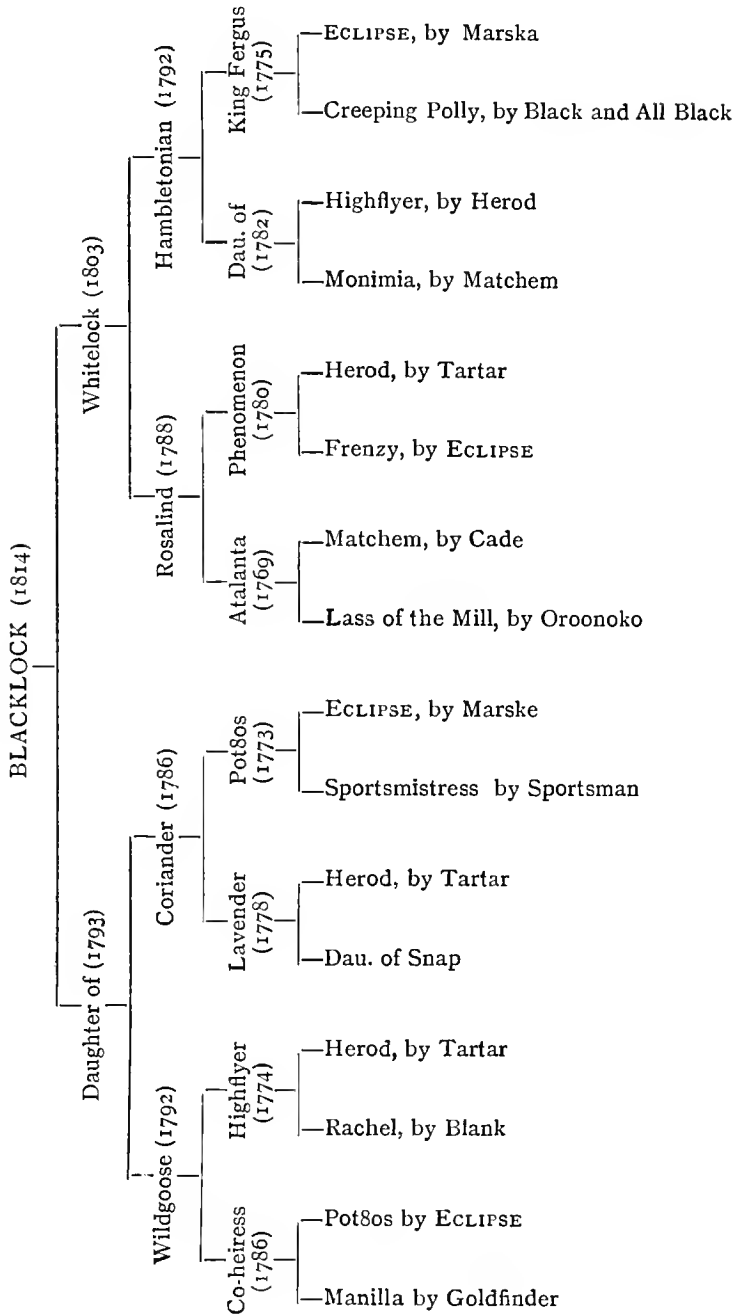 BLACKLOCK (1814)
Whitelock (1803)
Daughter of (1793)
Hambletonian (1792)
Rosalind (1788)
Coriander (1786)
Wildgoose (1792)
King Fergus
(1775)
Dau. of
(1782)
Phenomenon
(1780)
Atalanta
(1769)
Pot8os
(1773)
Lavender
(1778)
Highflyer
(1774)
Co-heiress
(1786)
ECLIPSE, by Marska
Creeping Polly, by Black and All Black
Highflyer, by Herod
Monimia, by Matchem
Herod, by Tartar
Frenzy, by ECLIPSE
Matchem, by Cade
Lass of the Mill, by Oroonoko
ECLIPSE, by Marske
Sportsmistress by Sportsman
Herod, by Tartar
Dau. of Snap
Herod, by Tartar
Rachel, by Blank
Pot8os by ECLIPSE
Manilla by Goldfinder